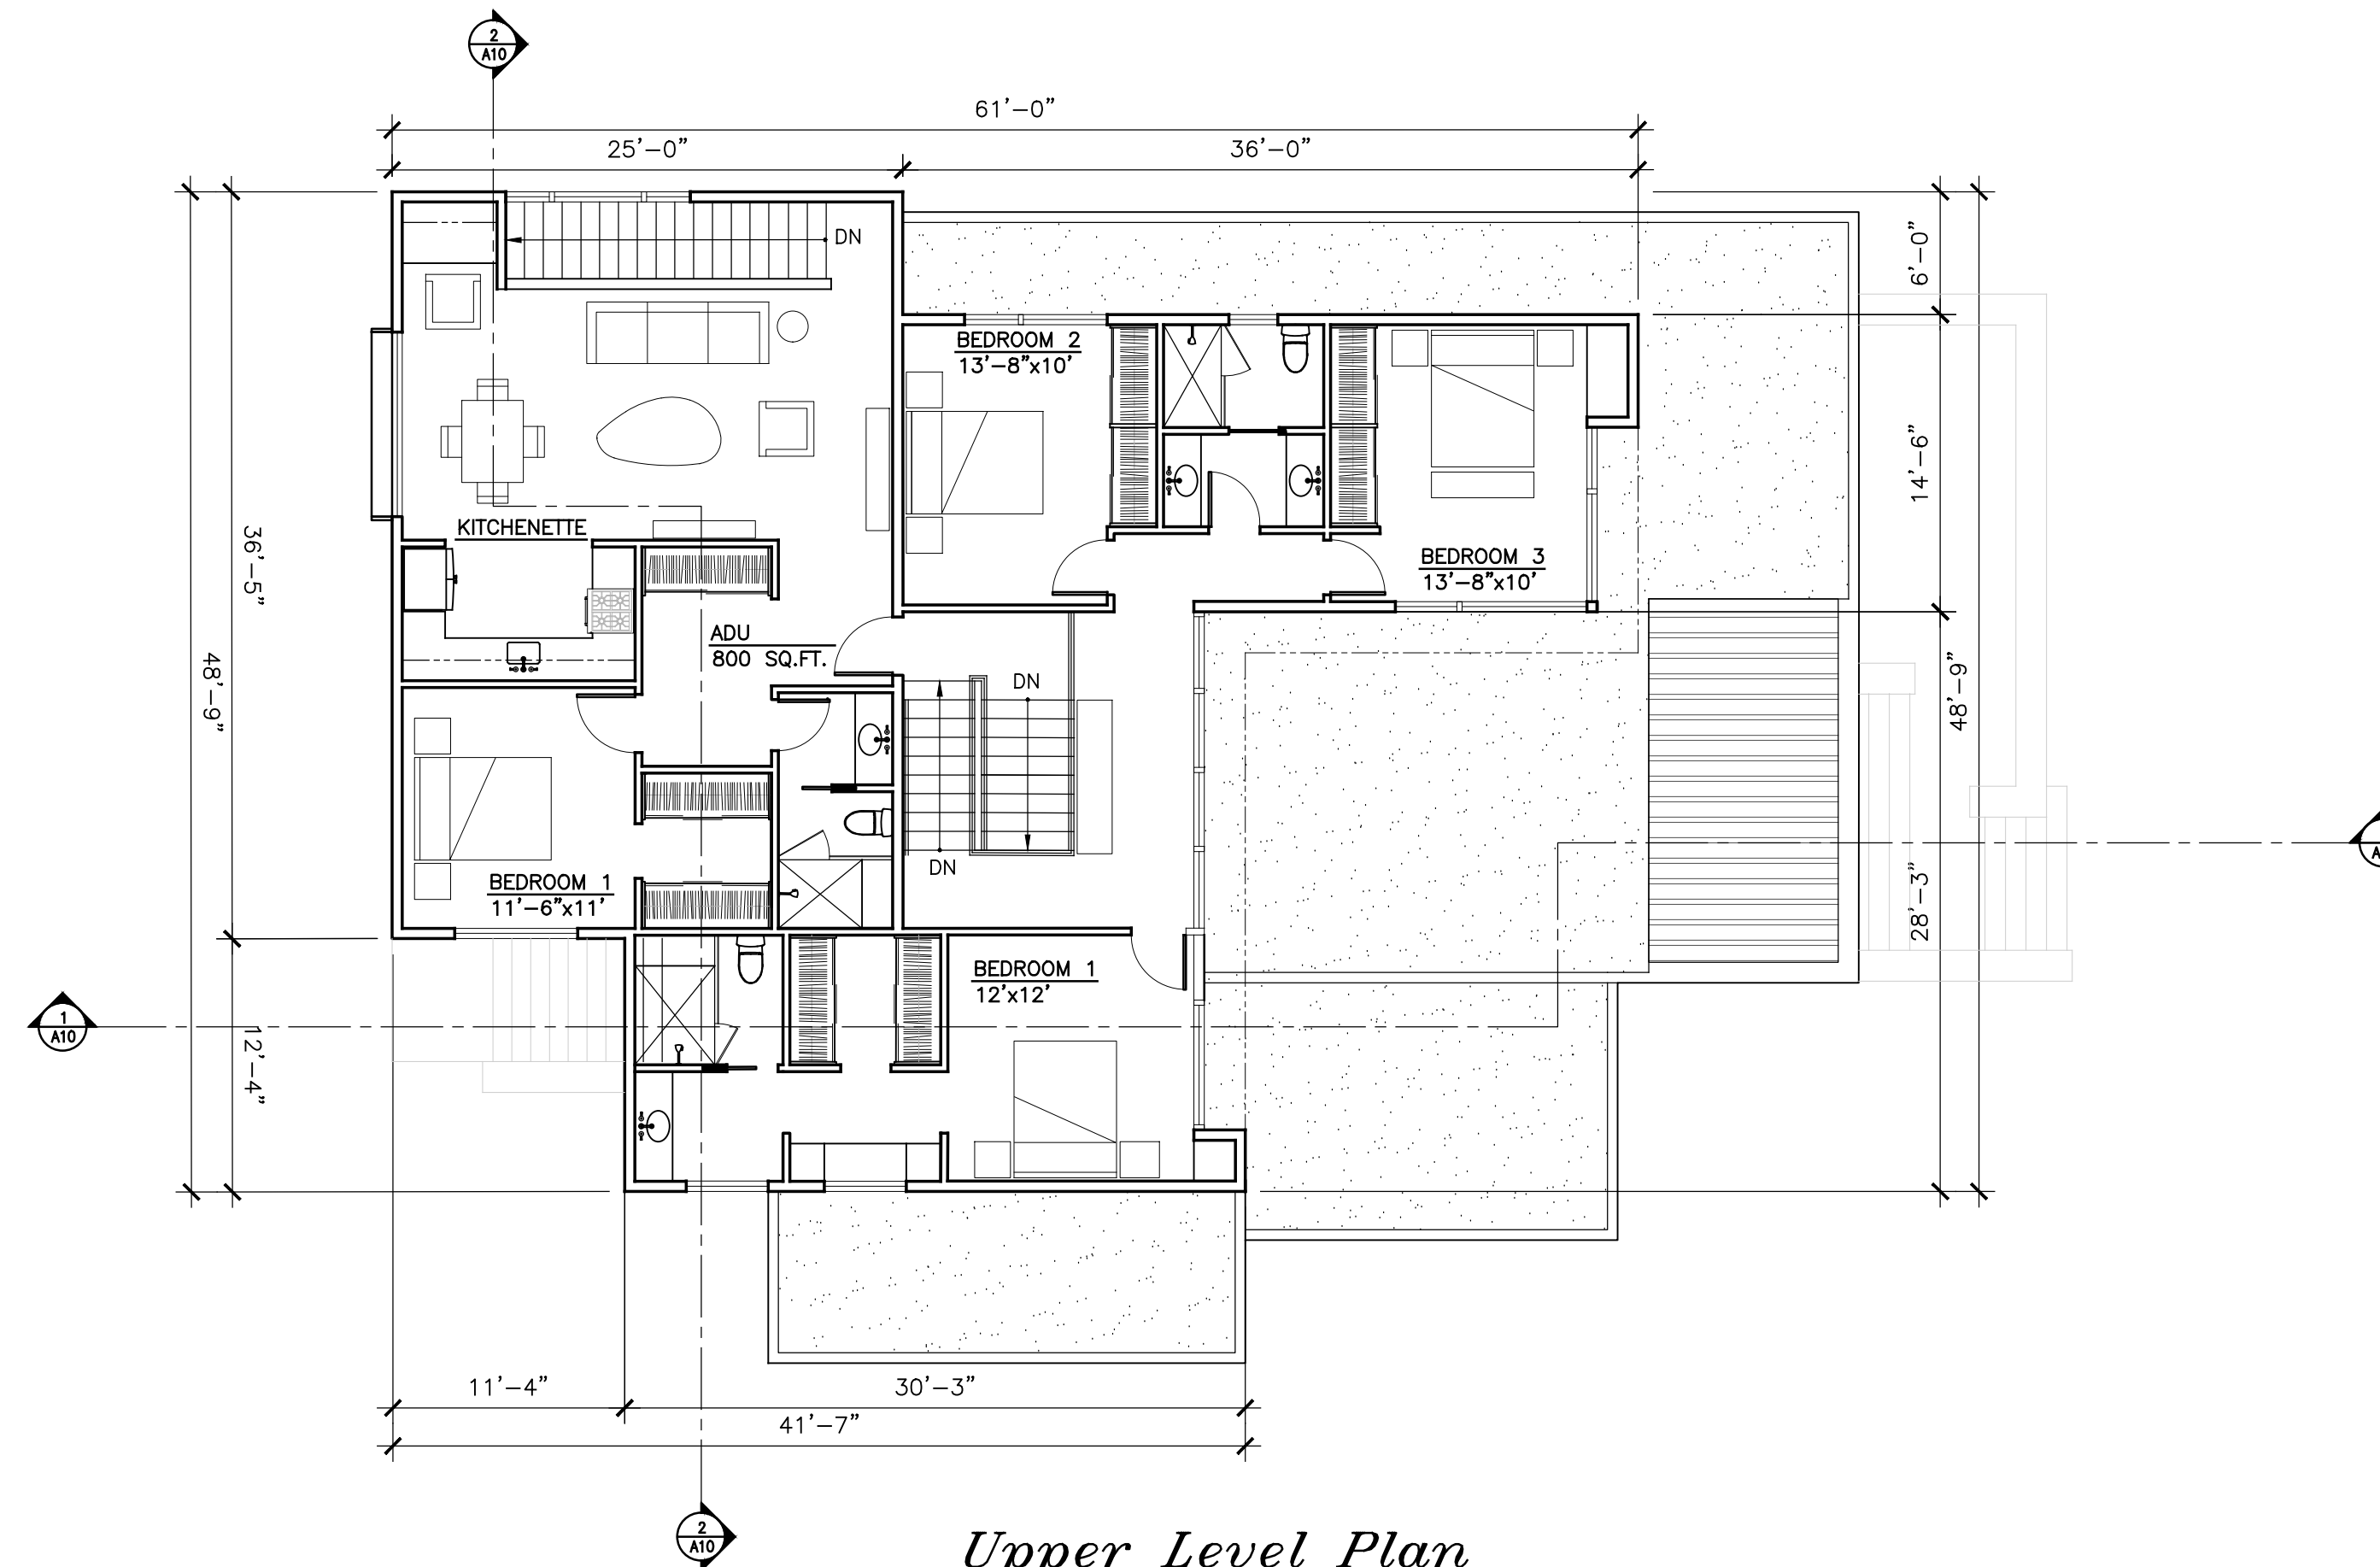 2
A10
61'-0"
25'-0"
36'-0"
DN
6'-0"
BEDROOM 2
13'-8"x10'
14'-6"
KITCHENETTE
36'-5"
BEDROOM 3
13'-8"x10'
ADU
800 SQ.FT.
48'-9"
DN
48'-9"
DN
BEDROOM 1
11'-6"x11'
28'-3"
BEDROOM 1
12'x12'
1
A10
12'-4"
11'-4"
30'-3"
41'-7"
2
A10
Upper Level Plan